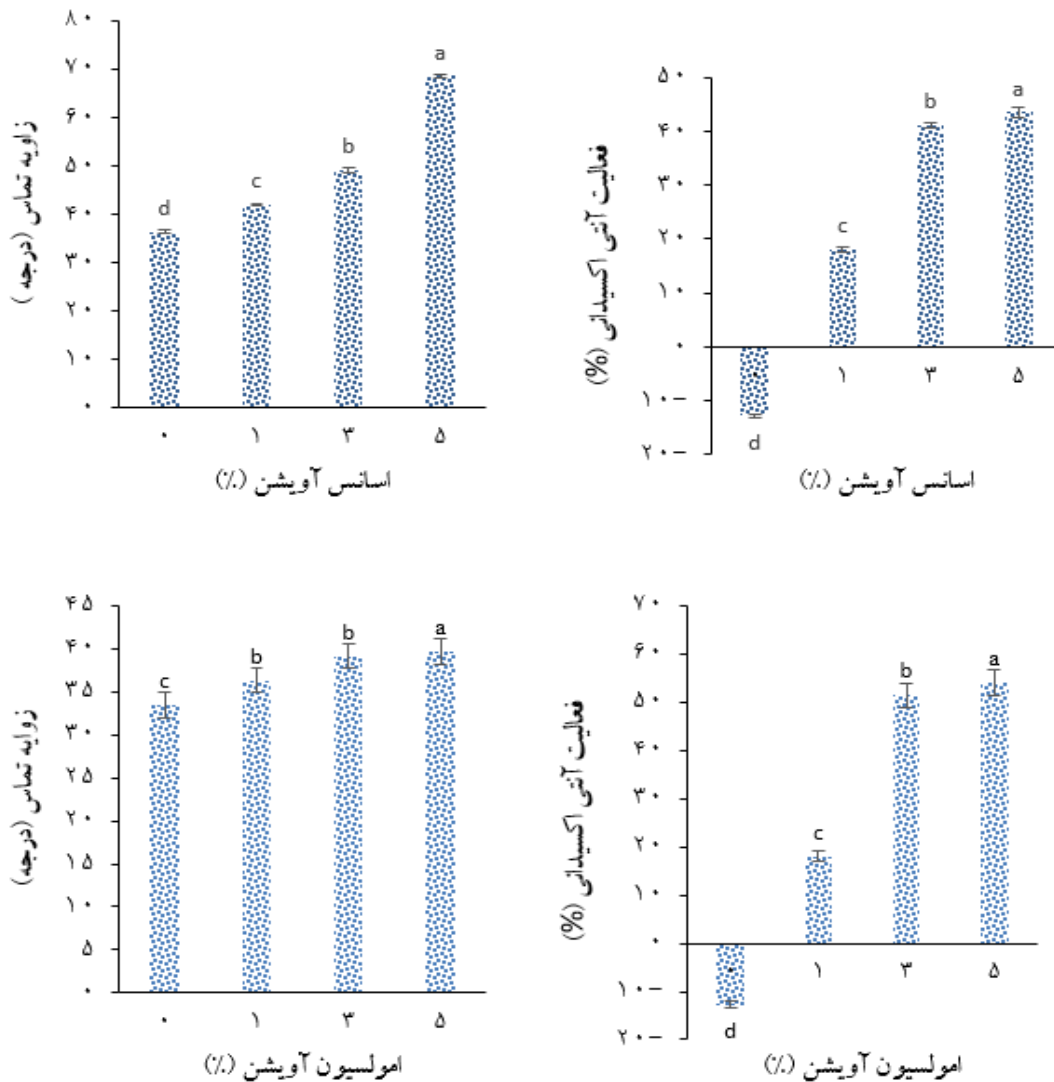 زاویه تماس (درجه )
۸۰
۷۰
۶۰
۵۰
۴۰
۳۰
۲۰
۱۰
۰
d
c
b
a
۰
۱
۳
۵
اسانس آویشن (٪)
فعالیت آنتی اکسیدانی (%)
۵۰
۴۰
۳۰
۲۰
۱۰
۰
۱۰−
۲۰−
d
c
b
a
۰
۱
۳
۵
اسانس آویشن (٪)
زوایه تماس (درجه)
۴۵
۴۰
۳۵
۳۰
۲۵
۲۰
۱۵
۱۰
۵
۰
c
b
b
a
۰
۱
۳
۵
امولسیون آویشن (٪)
فعالیت آنتی اکسیدانی (%)
۷۰
۶۰
۵۰
۴۰
۳۰
۲۰
۱۰
۰
۱۰−
۲۰−
d
c
b
a
۰
۱
۳
۵
امولسیون آویشن (٪)